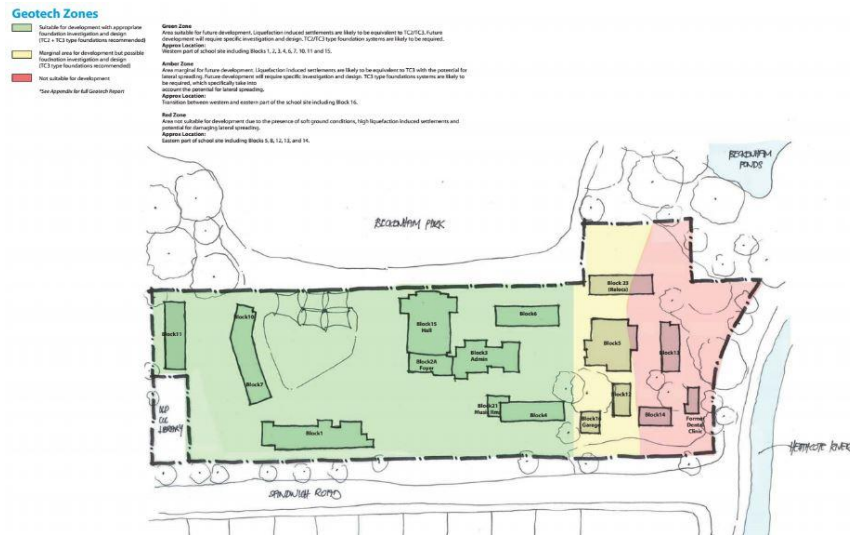 Geotech Zones
Suitable for development with appropriate
foundation investigation and design
(TC2 + TC3 type foundations recommended)
Marginal area for development but possible
foudnation investigation and design
(TC3 type foundations recommended)
Not suitable for development
*See Appendix for full Geotech Report
Green Zone
Area suitable for future development. Liquefaction induced settlements are likely to be equivalent to TC2/TC3. Future
development will require specific investigation and design. TC2/TC3 type foundation systems are likely to be required.
Approx Location:
Western part of school site including Blocks 1, 2, 3, 4, 6, 7, 10. 11 and 15.
Amber Zone
Area marginal for future development. Liquefaction induced settlements are likely to be equivalent to TC3 with the potential for
lateral spreading. Future development will require specific investigation and design. TC3 type foundations systems are likely to
be required, which specifically take into
account the potential for lateral spreading.
Approx Location:
Transition between western and eastern part of the school site including Block 16.
Red Zone
Area not suitable for development due to the presence of soft ground conditions, high liquefaction induced settlements and
potential for damaging lateral spreading.
Approx Location:
Eastern part of school site including Blocks 5, 8, 12, 13, and 14.
BECKENHAM
PONDS
BECKENHAM PARK
Block 23
(Reloca)
Block11
Block10
Block15
Hall
Block6
Block5
Block13
Block2A
Foyer
Block3
Admin
Block7
Block12
Block21
Block4
Block16
Garage
Block14
Former
Dental
Clinic
OLD
LIBRARY
Block1
HEATHCOTE RIVER
SANDWICH ROAD